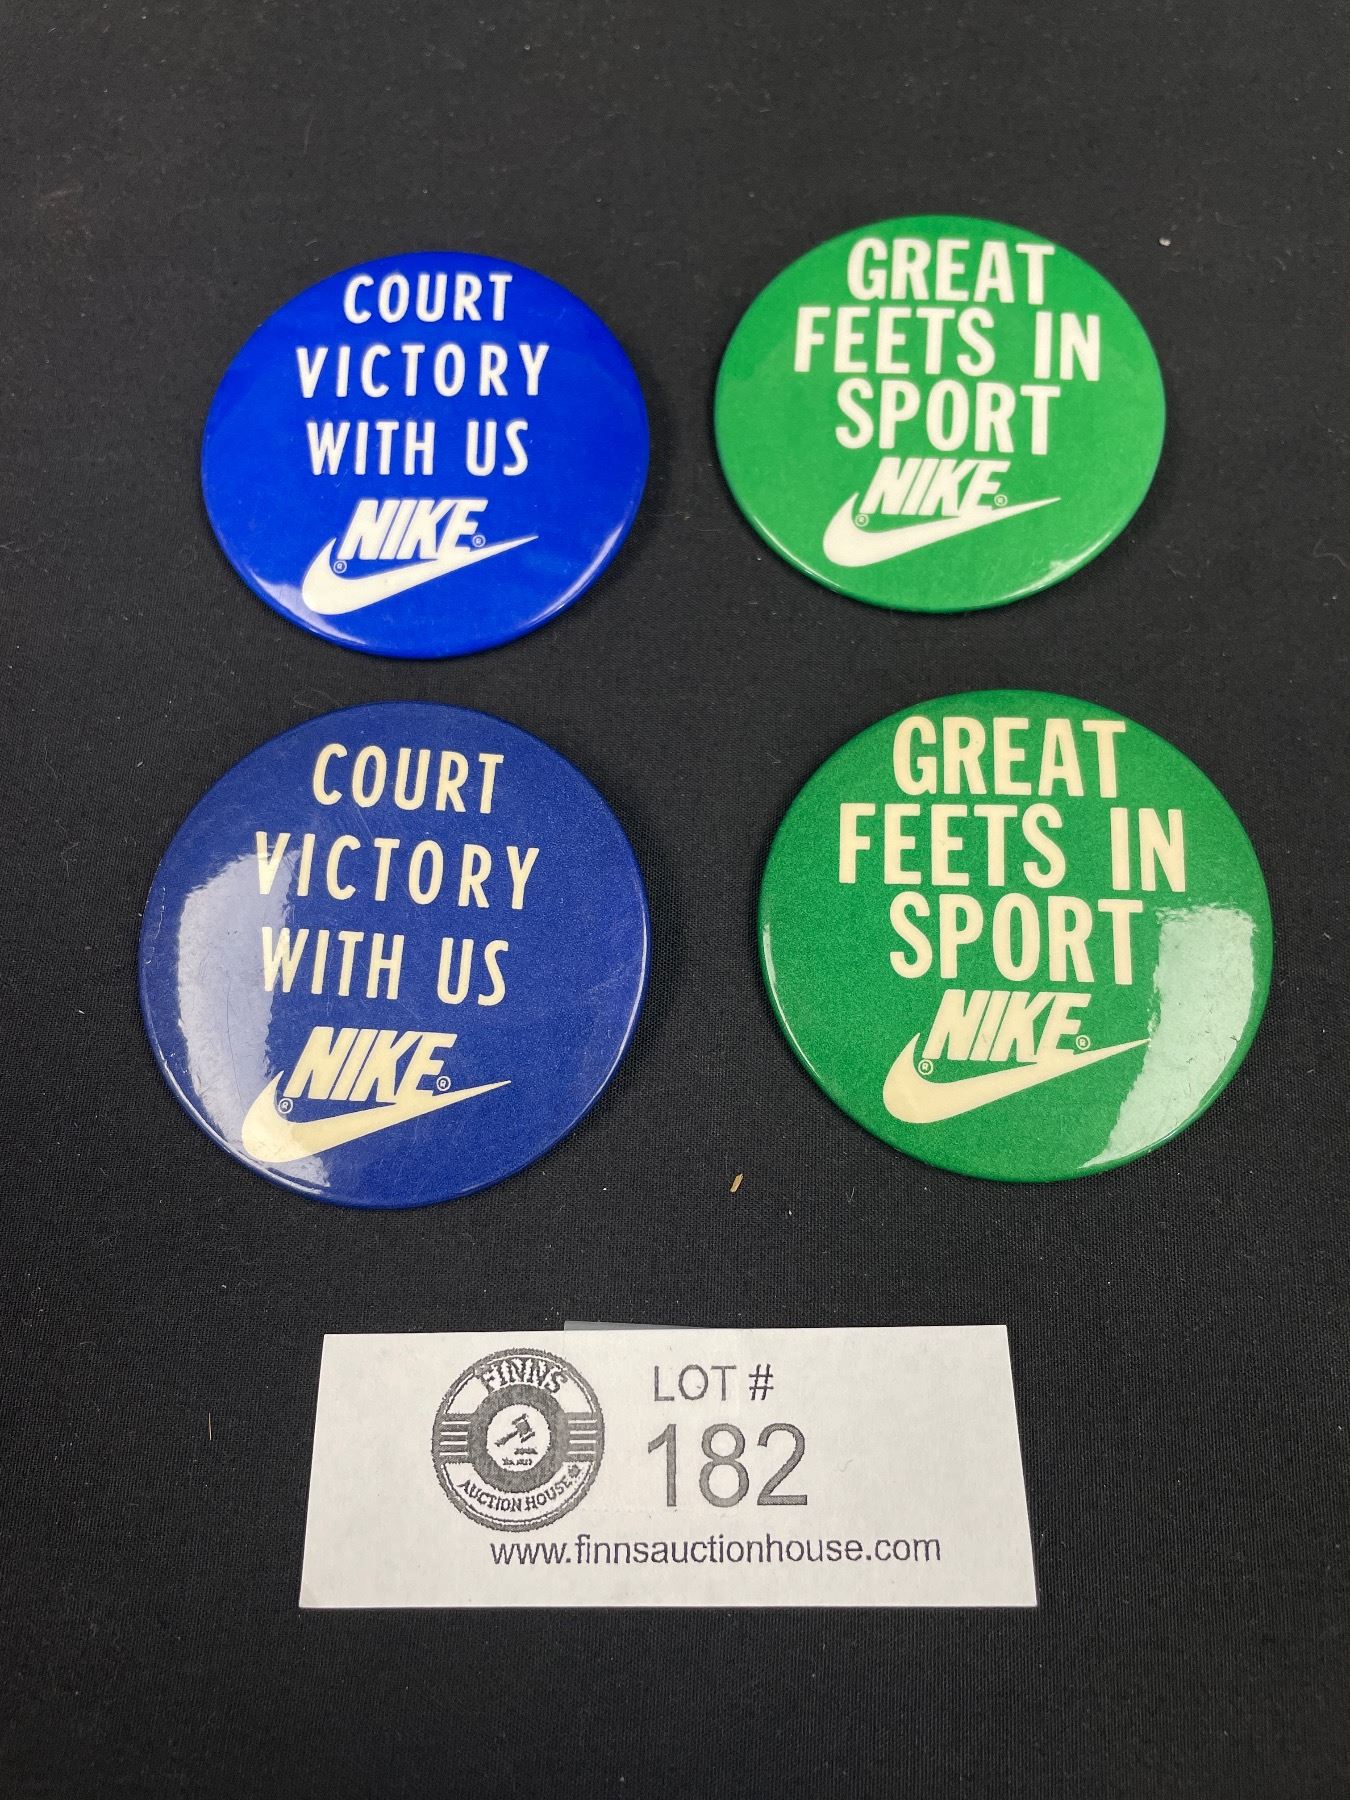 COURT
VICTORY
WITH US
NIKE®
®
GREAT
FEETS IN
SPORT
NIKE®
®
COURT
VICTORY
WITH US
NIKE®
®
GREAT
FEETS IN
SPORT
NIKE®
®
FINNS
AUCTION HOUSE
LOT #
182
www.finnsauctionhouse.com